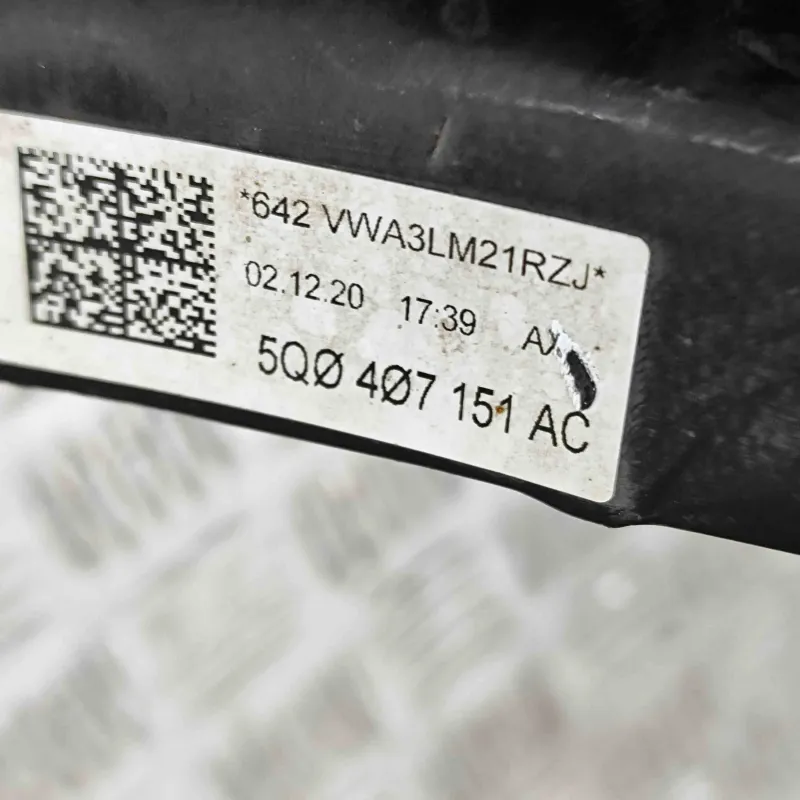 *642 VWA3LM21RZJ*
02.12.20 17:39
5QØ 4Ø7 151 AC